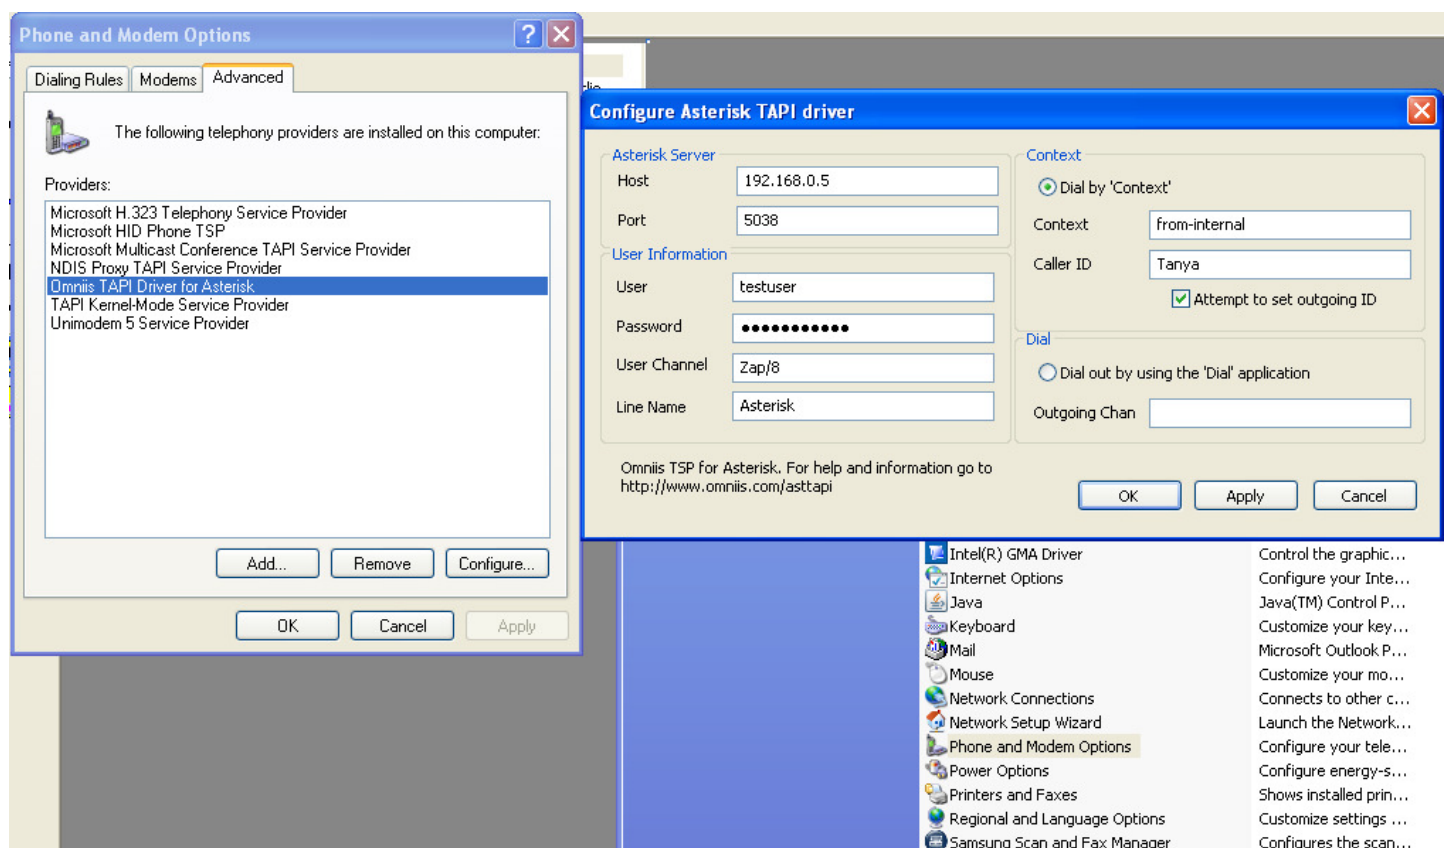 Phone and Modem Options
Dialing Rules Modems Advanced
The following telephony providers are installed on this computer:
Providers:
Microsoft H.323 Telephony Service Provider
Microsoft HID Phone TSP
Microsoft Multicast Conference TAPI Service Provider
NDIS Proxy TAPI Service Provider
Omniis TAPI Driver for Asterisk
TAPI Kernel-Mode Service Provider
Unimodem 5 Service Provider
Add... Remove Configure...
OK Cancel Apply
Configure Asterisk TAPI driver
Asterisk Server
Host 192.168.0.5
Port 5038
User Information
User testuser
Password ●●●●●●●●●●●
User Channel Zap/8
Line Name Asterisk
Context
Dial by 'Context'
Context from-internal
Caller ID Tanya
Attempt to set outgoing ID
Dial
Dial out by using the 'Dial' application
Outgoing Chan
Omniis TSP for Asterisk. For help and information go to
http://www.omniis.com/asttapi
OK Apply Cancel
Intel(R) GMA Driver Control the graphic...
Internet Options Configure your Inte...
Java Java(TM) Control P...
Keyboard Customize your key...
Mail Microsoft Outlook P...
Mouse Customize your mo...
Network Connections Connects to other c...
Network Setup Wizard Launch the Network...
Phone and Modem Options Configure your tele...
Power Options Configure energy-s...
Printers and Faxes Shows installed prin...
Regional and Language Options Customize settings ...
Samsung Scan and Fax Manager Configures the scan...